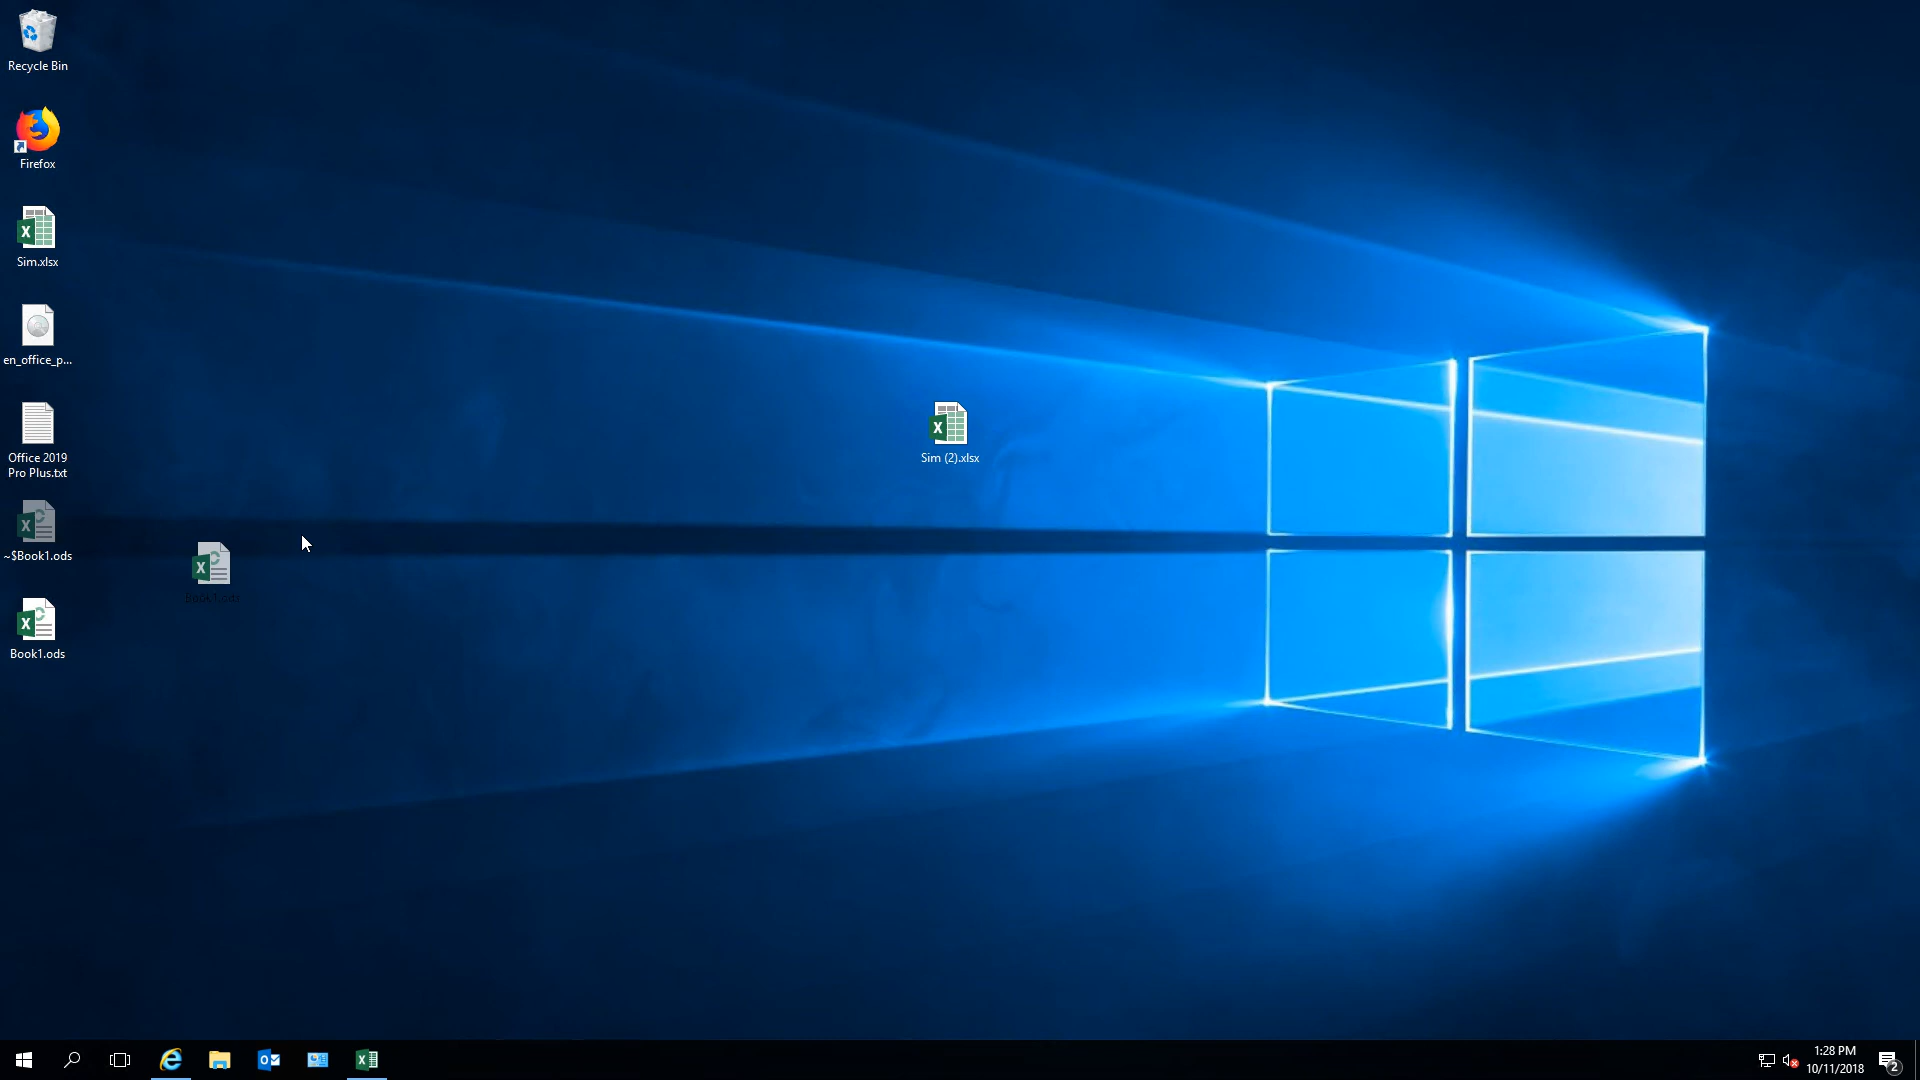 Recycle Bin
Firefox
Sim.xlsx
en_office_p...
Office 2019
Pro Plus.txt
~$Book1.ods
Book1.ods
Book1.ods
Sim (2).xlsx
1:28 PM
10/11/2018
2